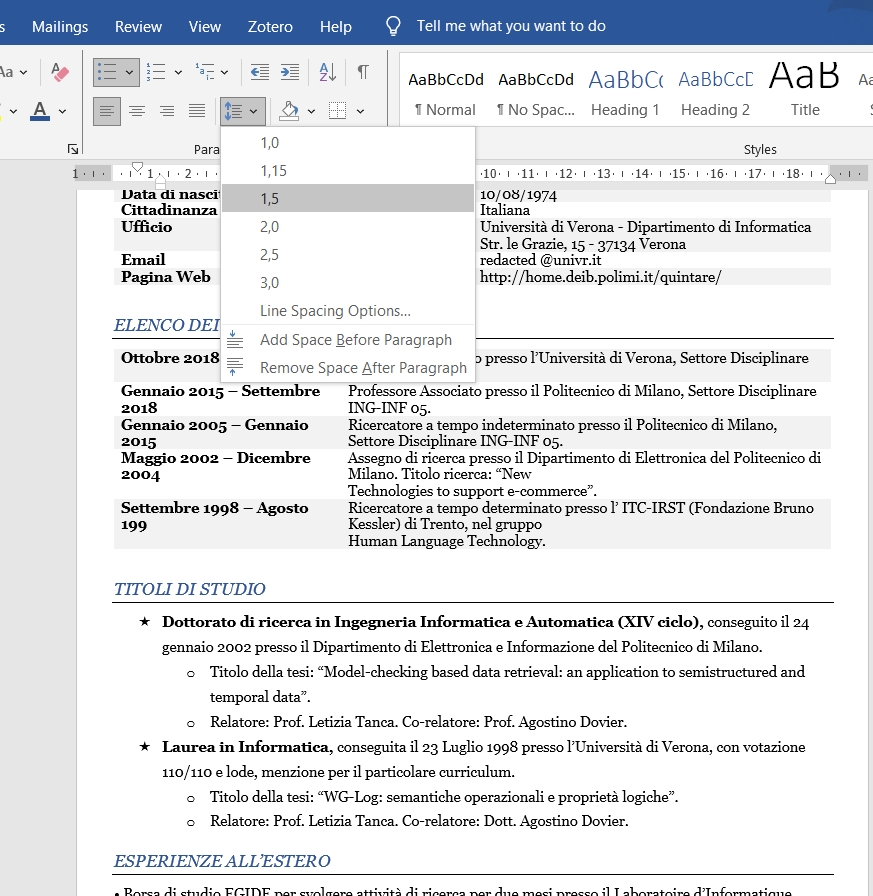 s Mailings Review View Zotero Help Tell me what you want to do
Aa
A
AaBbCcDd AaBbCcDd AaBbCc AaBbCcD AaB Aa
¶ Normal ¶ No Spac... Heading 1 Heading 2 Title
Para Styles
1 1 2 10 11 12 13 14 15 16 17 18
1,0
1,15
1,5
2,0
2,5
3,0
Line Spacing Options...
Add Space Before Paragraph
Remove Space After Paragraph
Data di nascit 10/08/1974
Cittadinanza Italiana
Ufficio Università di Verona - Dipartimento di Informatica
Str. le Grazie, 15 - 37134 Verona
Email redacted @univr.it
Pagina Web http://home.deib.polimi.it/quintare/
ELENCO DEI
Ottobre 2018 o presso l’Università di Verona, Settore Disciplinare
Gennaio 2015 – Settembre Professore Associato presso il Politecnico di Milano, Settore Disciplinare
2018 ING-INF 05.
Gennaio 2005 – Gennaio Ricercatore a tempo indeterminato presso il Politecnico di Milano,
2015 Settore Disciplinare ING-INF 05.
Maggio 2002 – Dicembre Assegno di ricerca presso il Dipartimento di Elettronica del Politecnico di
2004 Milano. Titolo ricerca: “New
Technologies to support e-commerce”.
Settembre 1998 – Agosto Ricercatore a tempo determinato presso l’ ITC-IRST (Fondazione Bruno
199 Kessler) di Trento, nel gruppo
Human Language Technology.
TITOLI DI STUDIO
★ Dottorato di ricerca in Ingegneria Informatica e Automatica (XIV ciclo), conseguito il 24
gennaio 2002 presso il Dipartimento di Elettronica e Informazione del Politecnico di Milano.
o Titolo della tesi: “Model-checking based data retrieval: an application to semistructured and
temporal data”.
o Relatore: Prof. Letizia Tanca. Co-relatore: Prof. Agostino Dovier.
★ Laurea in Informatica, conseguita il 23 Luglio 1998 presso l’Università di Verona, con votazione
110/110 e lode, menzione per il particolare curriculum.
o Titolo della tesi: “WG-Log: semantiche operazionali e proprietà logiche”.
o Relatore: Prof. Letizia Tanca. Co-relatore: Dott. Agostino Dovier.
ESPERIENZE ALL’ESTERO
• Borsa di studio EGIDE per svolgere attività di ricerca per due mesi presso il Laboratoire d’Informatique